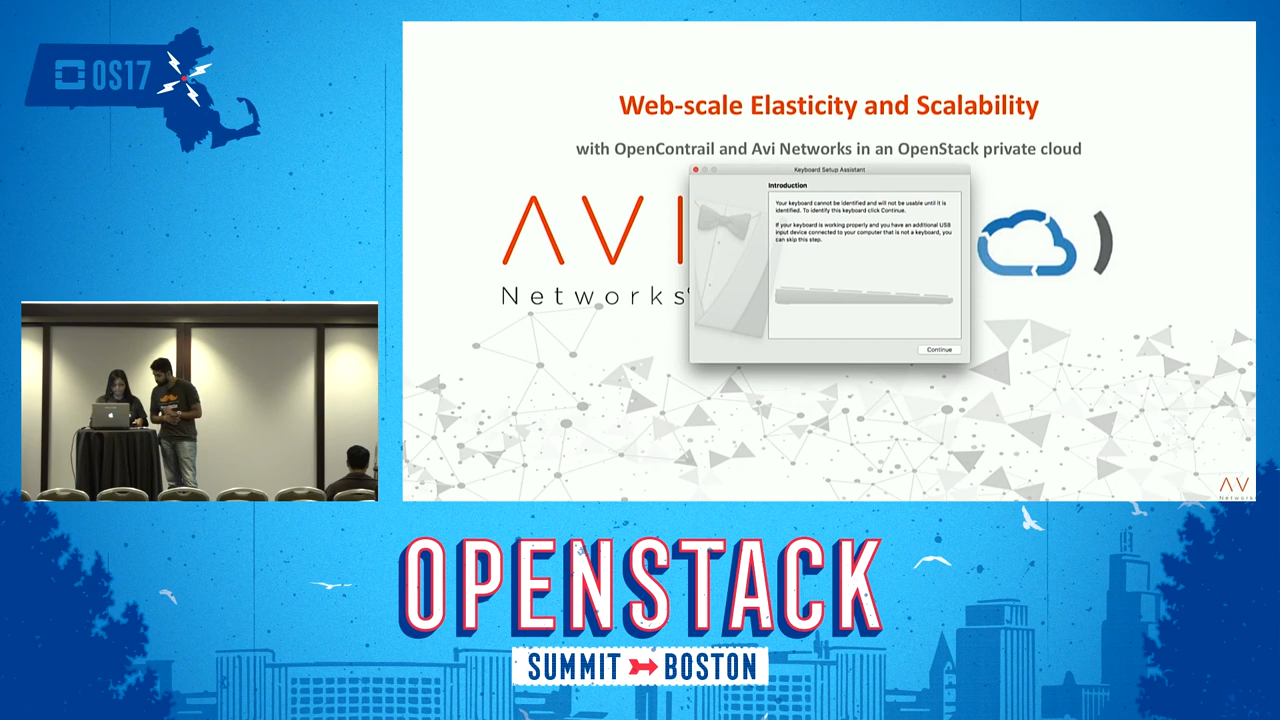 OS17
Web-scale Elasticity and Scalability
with OpenContrail and Avi Networks in an OpenStack private cloud
Keyboard Setup Assistant
Introduction
Your keyboard cannot be identified and will not be usable until it is
identified. To identify this keyboard click Continue.
If your keyboard is working properly and you have an additional USB
input device connected to your computer that is not a keyboard, you
can skip this step.
Continue
AVI
Networks
AV
Networks
OPENSTACK
SUMMIT BOSTON